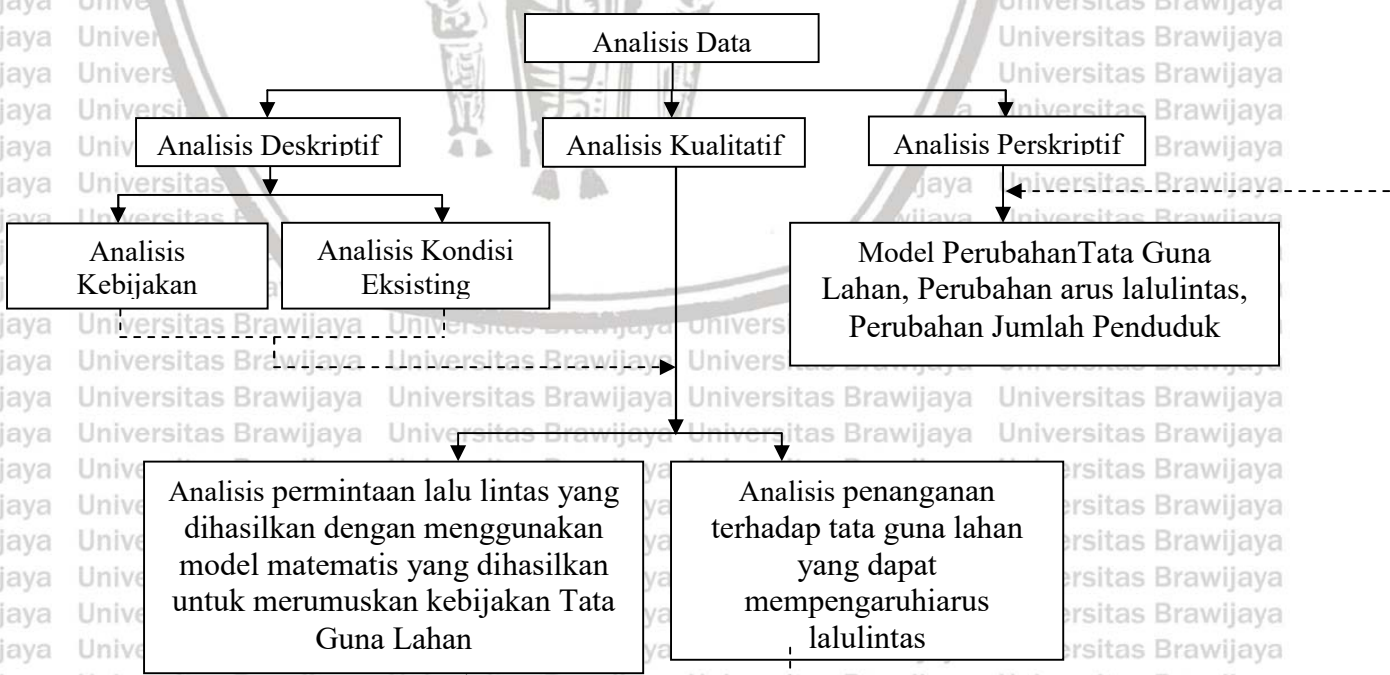 Analisis Data
Analisis Deskriptif
Analisis Kualitatif
Analisis Perskriptif
Analisis
Kebijakan
Analisis Kondisi
Eksisting
Model PerubahanTata Guna
Lahan, Perubahan arus lalulintas,
Perubahan Jumlah Penduduk
Analisis permintaan lalu lintas yang
dihasilkan dengan menggunakan
model matematis yang dihasilkan
untuk merumuskan kebijakan Tata
Guna Lahan
Analisis penanganan
terhadap tata guna lahan
yang dapat
mempengaruhiarus
lalulintas
Universitas Brawijaya